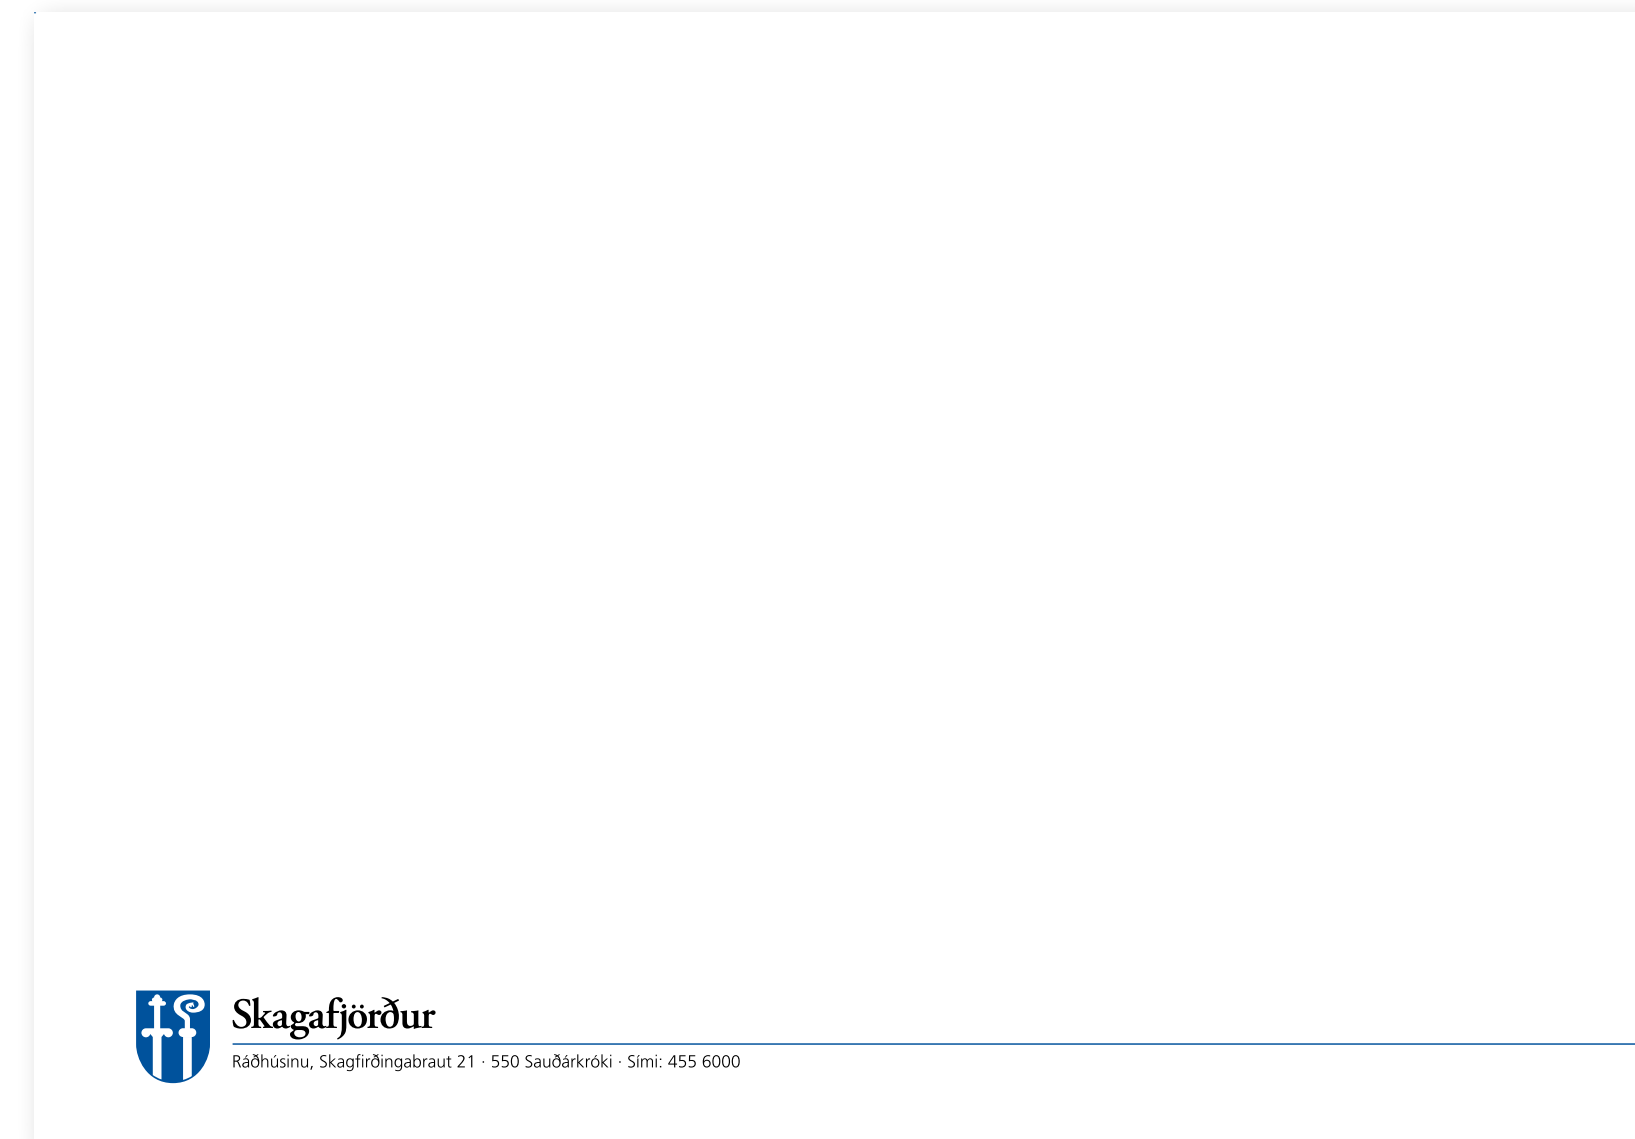 Skagafjörður
Ráðhúsinu, Skagfirðingabraut 21 · 550 Sauðárkróki · Sími: 455 6000